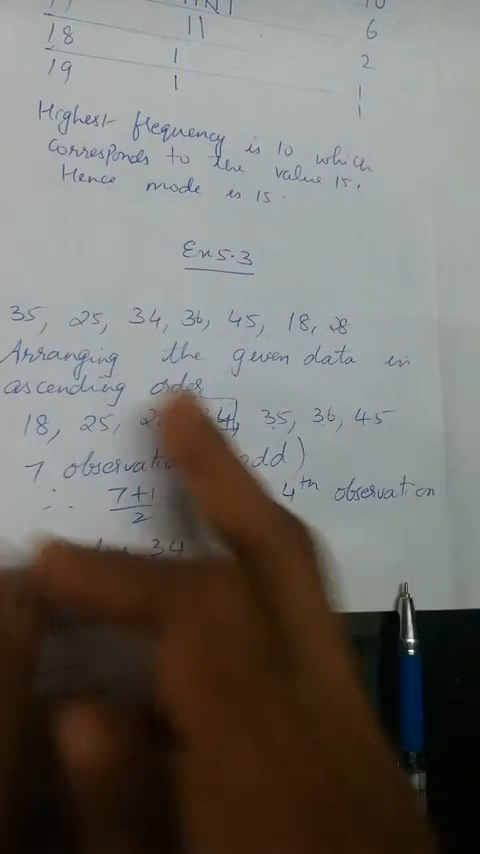 18 || 6
19 | 2
| 1
1
Highest frequency is 10 which
corresponds to the value 15.
Hence mode is 15.
Ex 5.3
35, 25, 34, 36, 45, 18, 28
Arranging the given data in
ascending order
18, 25, 34, 35, 36, 45
7 odd)
∴ 7+1
2
4th observation
34